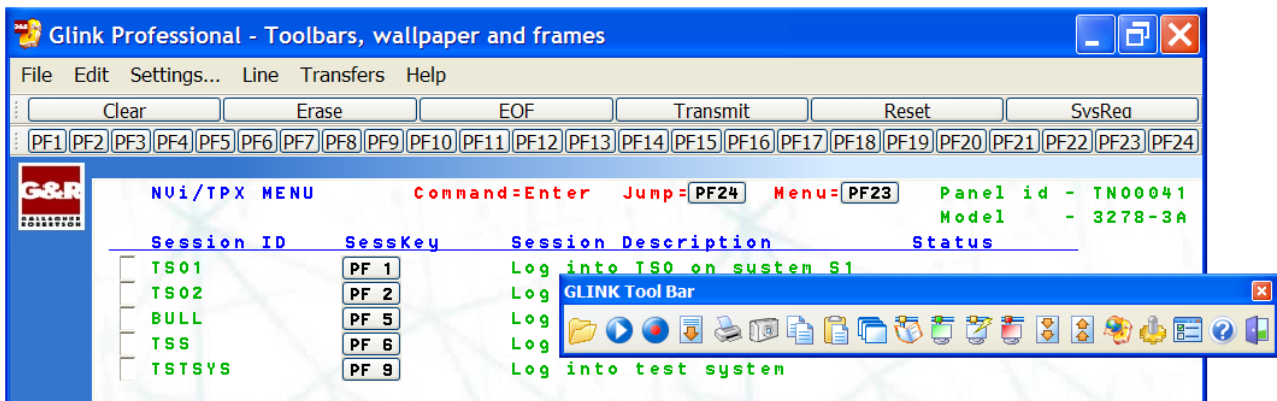 Glink Professional - Toolbars, wallpaper and frames
File Edit Settings... Line Transfers Help
Clear Erase EOF Transmit Reset SysReq
PF1 PF2 PF3 PF4 PF5 PF6 PF7 PF8 PF9 PF10 PF11 PF12 PF13 PF14 PF15 PF16 PF17 PF18 PF19 PF20 PF21 PF22 PF23 PF24
G&R
GALLAGHER
ROBERTSON
NVi/TPX MENU Command=Enter Jump= PF24 Menu= PF23 Panel id - TNO0041
Model - 3278-3A
Session ID SessKey Session Description Status
TSO1 PF 1 Log into TSO on system S1
TSO2 PF 2 Log
GLINK Tool Bar
BULL PF 5 Log
TSS PF 6 Log
TSTSYS PF 9 Log into test system